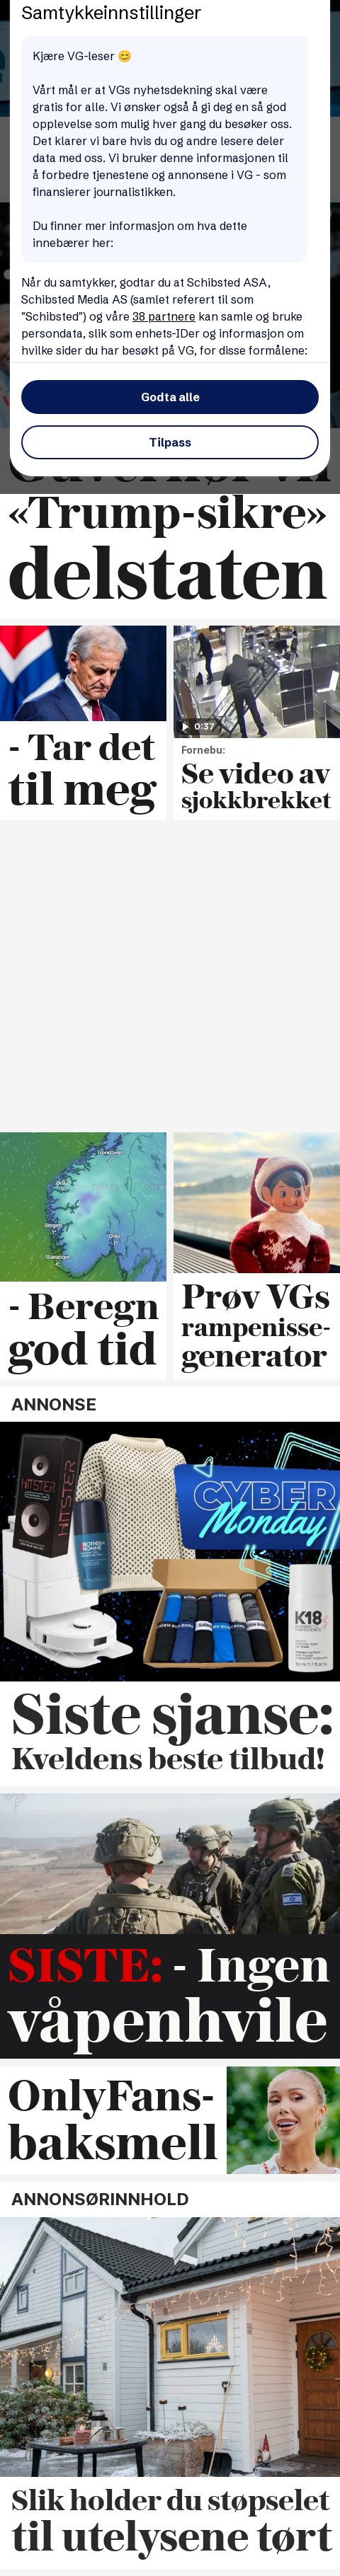 Samtykkeinnstillinger
Kjære VG-leser 😊
Vårt mål er at VGs nyhetsdekning skal være
gratis for alle. Vi ønsker også å gi deg en så god
opplevelse som mulig hver gang du besøker oss.
Det klarer vi bare hvis du og andre lesere deler
data med oss. Vi bruker denne informasjonen til
å forbedre tjenestene og annonsene i VG - som
finansierer journalistikken.
Du finner mer informasjon om hva dette
innebærer her:
Når du samtykker, godtar du at Schibsted ASA,
Schibsted Media AS (samlet referert til som
"Schibsted") og våre 38 partnere kan samle og bruke
persondata, slik som enhets-IDer og informasjon om
hvilke sider du har besøkt på VG, for disse formålene:
Godta alle
Tilpass
«Trump-sikre»
delstaten
- Tar det
til meg
0:37
Fornebu:
Se video av
sjokkbrekket
- Beregn
god tid
Prøv VGs
rampenisse-
generator
ANNONSE
HITSTER
HITSTER
BIOTHERM
HOMME
CYBER
Monday
K18
Siste sjanse:
Kveldens beste tilbud!
SISTE: - Ingen
våpenhvile
OnlyFans-
baksmell
ANNONSØRINNHOLD
Slik holder du støpselet
til utelysene tørt